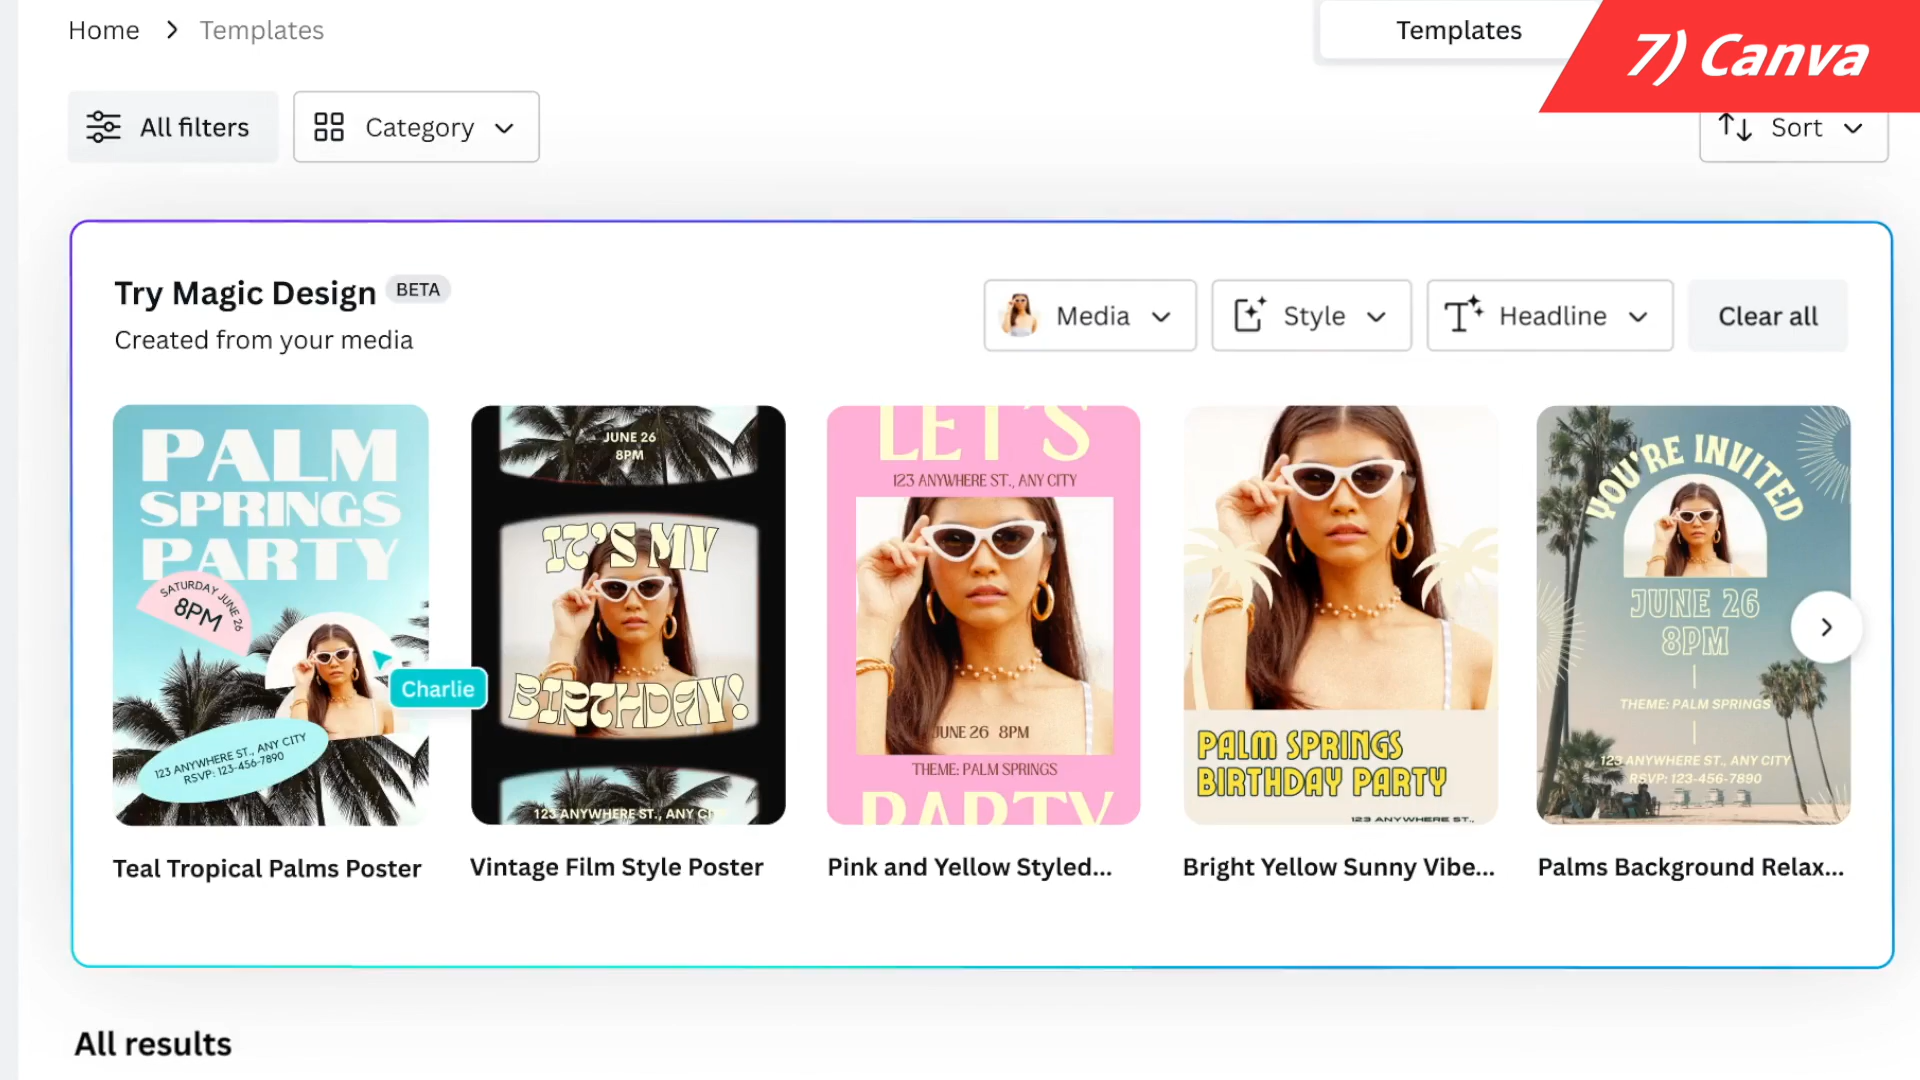 Home
Templates
Templates
7) Canva
All filters
Category
Sort
Try Magic Design
BETA
Created from your media
Media
Style
Headline
Clear all
PALM
SPRINGS
PARTY
SATURDAY JUNE 26
8PM
Charlie
123 ANYWHERE ST., ANY CITY
RSVP: 123-456-7890
JUNE 26
8PM
IT'S MY
BIRTHDAY!
123 ANYWHERE ST., ANY CITY
LET'S
123 ANYWHERE ST., ANY CITY
JUNE 26 8PM
THEME: PALM SPRINGS
PARTY
PALM SPRINGS
BIRTHDAY PARTY
123 ANYWHERE ST.,
YOU'RE INVITED
JUNE 26
8PM
THEME: PALM SPRINGS
123 ANYWHERE ST., ANY CITY
RSVP: 123-456-7890
Teal Tropical Palms Poster
Vintage Film Style Poster
Pink and Yellow Styled...
Bright Yellow Sunny Vibe...
Palms Background Relax...
All results